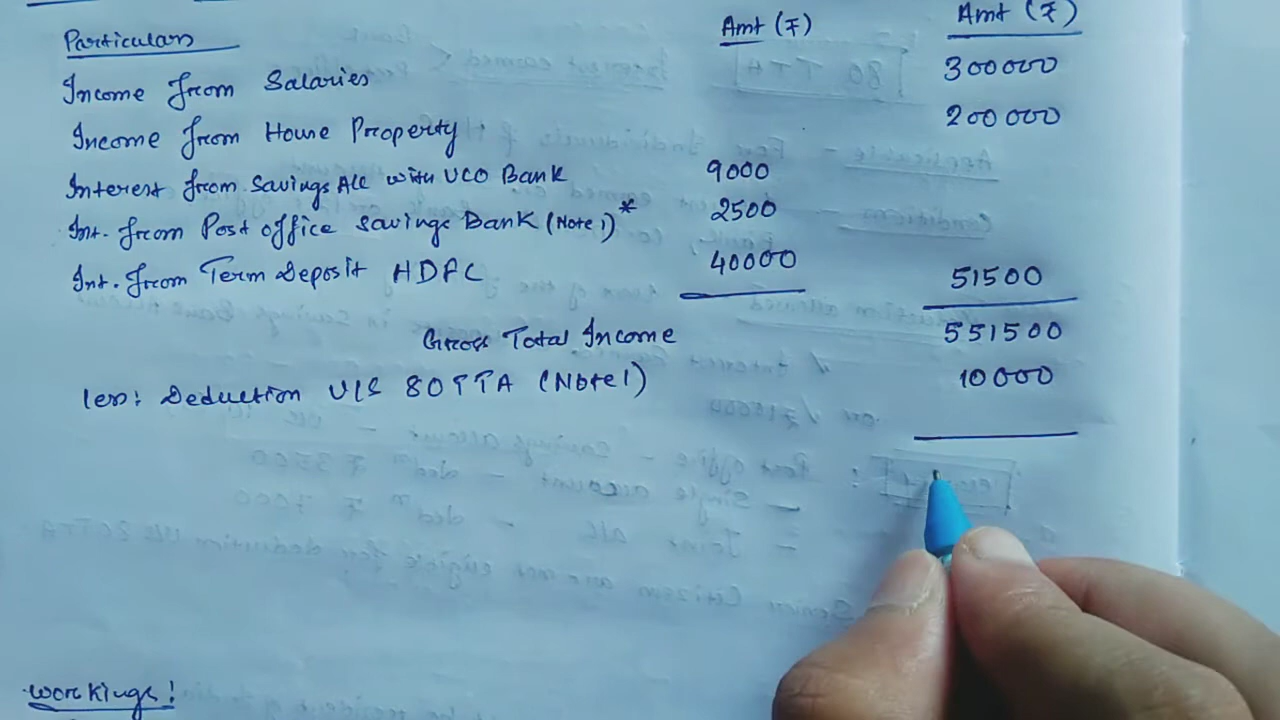 Particulars Amt (₹) Amt (₹)
Income from Salaries 300000
Income from House Property 200000
Interest from Savings A/c with UCO Bank 9000
Int. from Post office Savings Bank (Note 1)* 2500
Int. from Term Deposit HDFC 40000 51500
Gross Total Income 551500
less: Deduction U/S 80TTA (Note 1) 10000
Workings!